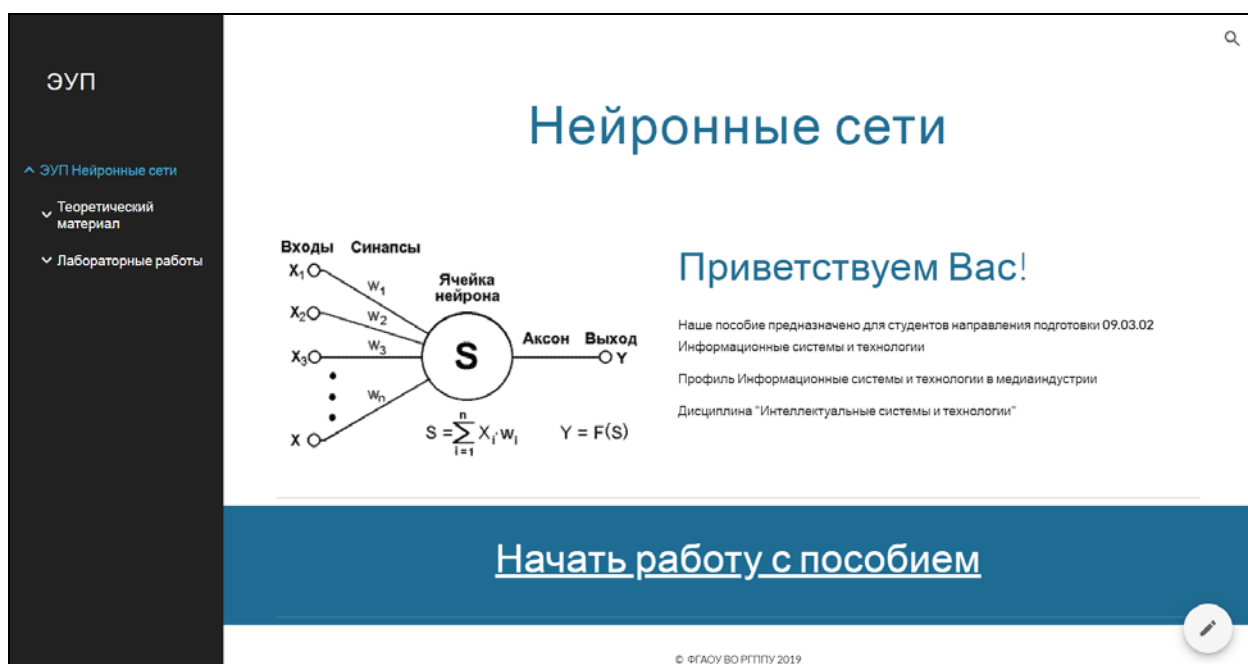 ЭУП
ЭУП Нейронные сети
Теоретический
материал
Лабораторные работы
Нейронные сети
Входы Синапсы
X1
W1
X2
W2
X3
W3
Wn
X
Ячейка
нейрона
S
Аксон Выход
Y
n
S = ∑ Xi·wi
i=1
Y = F(S)
Приветствуем Вас!
Наше пособие предназначено для студентов направления подготовки 09.03.02
Информационные системы и технологии
Профиль Информационные системы и технологии в медиаиндустрии
Дисциплина "Интеллектуальные системы и технологии"
Начать работу с пособием
© ФГАОУ ВО РГППУ 2019